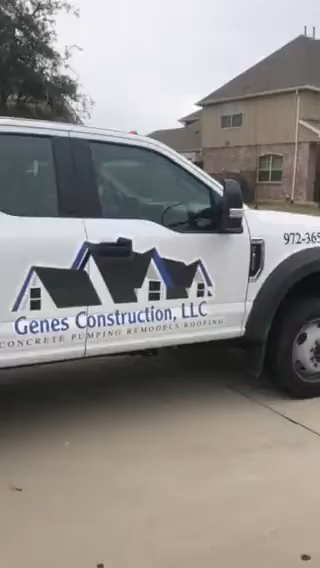 972-365
Genes Construction, LLC
CONCRETE PUMPING REMODELS ROOFING